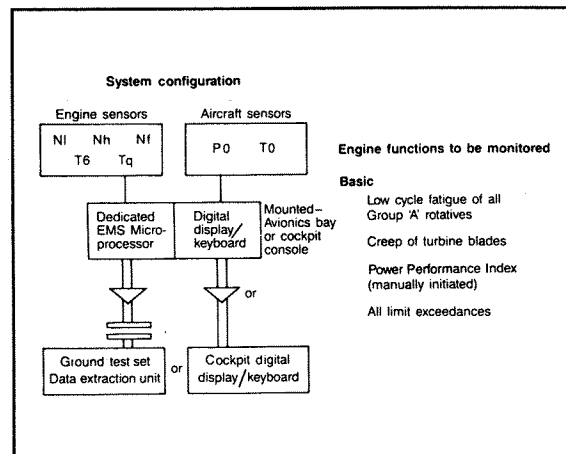 System configuration
Engine sensors
Nl Nh Nf
T6 Tq
Aircraft sensors
P0 T0
Dedicated
EMS Micro-
processor
Digital
display/
keyboard
Mounted–
Avionics bay
or cockpit
console
or
Ground test set
Data extraction unit
or
Cockpit digital
display/keyboard
Engine functions to be monitored
Basic
Low cycle fatigue of all
Group 'A' rotatives
Creep of turbine blades
Power Performance Index
(manually initiated)
All limit exceedances